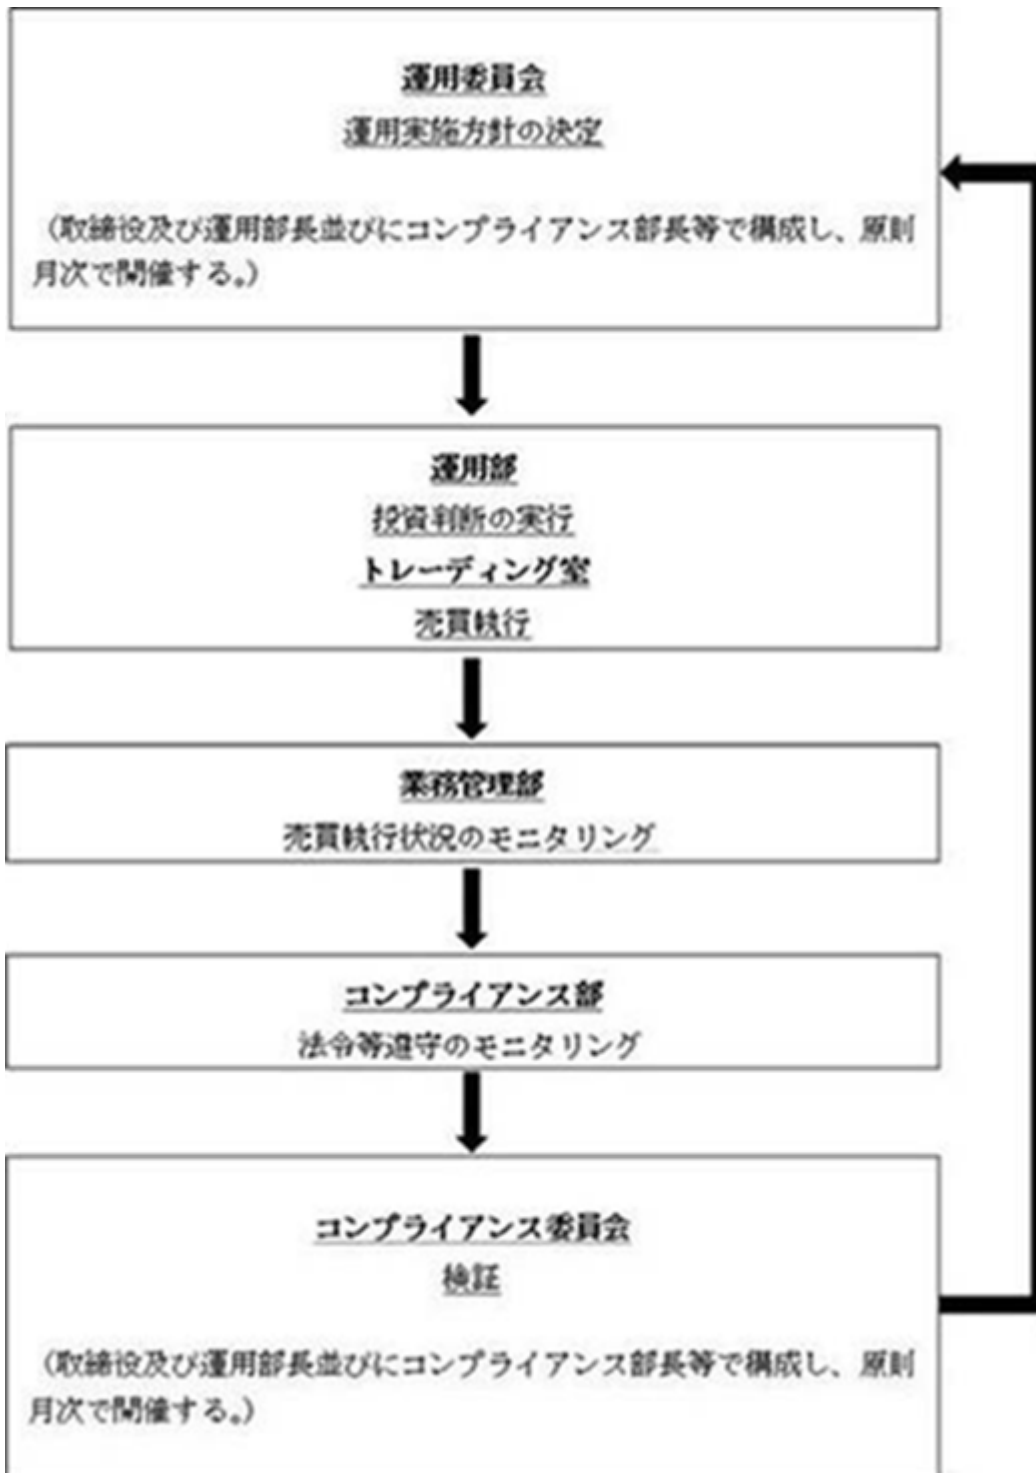 運用委員会
運用実施方針の決定
（取締役及び運用部長並びにコンプライアンス部長等で構成し、原則
月次で開催する。）
運用部
投資判断の実行
トレーディング室
売買執行
業務管理部
売買執行状況のモニタリング
コンプライアンス部
法令等遵守のモニタリング
コンプライアンス委員会
検証
（取締役及び運用部長並びにコンプライアンス部長等で構成し、原則
月次で開催する。）